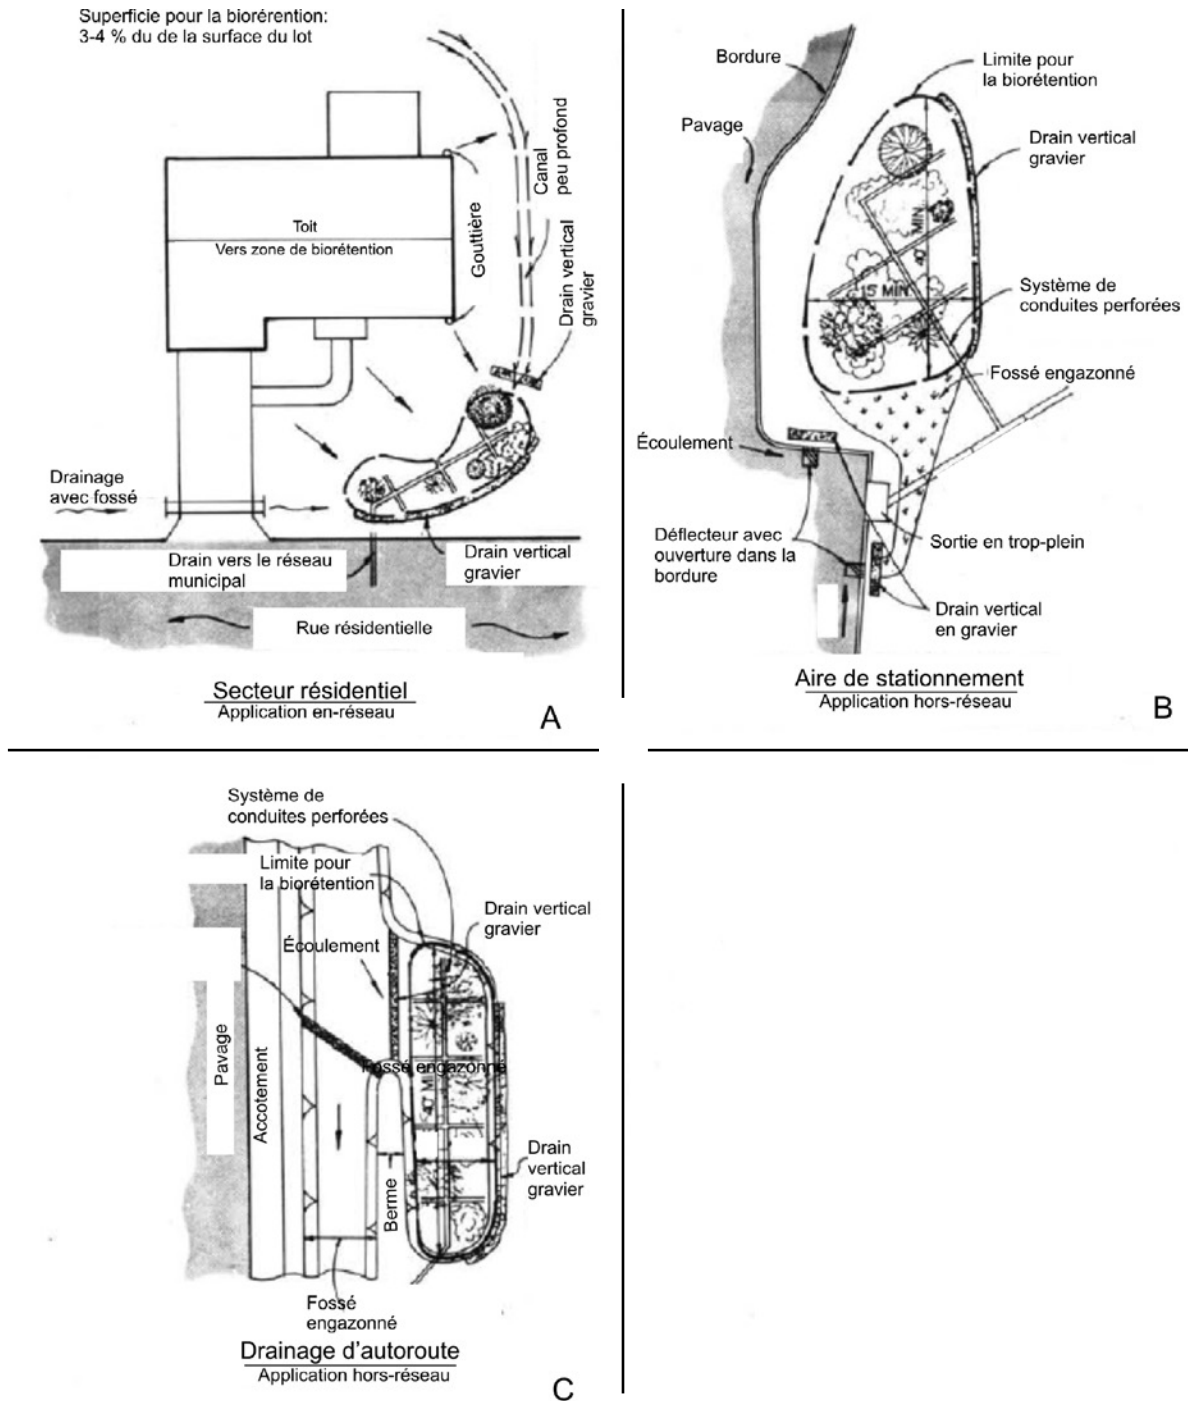 Superficie pour la biorérention:
3-4 % du de la surface du lot
Canal
peu profond
Toit
Vers zone de biorétention
Gouttière
Drain vertical
gravier
Drainage
avec fossé
Drain vers le réseau
municipal
Drain vertical
gravier
Rue résidentielle
Secteur résidentiel
Application en-réseau
A
Bordure
Limite pour
la biorétention
Pavage
Drain vertical
gravier
40' MIN
15' MIN
Système de
conduites perforées
Fossé engazonné
Écoulement
Déflecteur avec
ouverture dans la
bordure
Sortie en trop-plein
Drain vertical
en gravier
Aire de stationnement
Application hors-réseau
B
Système de
conduites perforées
Limite pour
la biorétention
Drain vertical
gravier
Écoulement
Pavage
Accotement
Fossé engazonné
Berme
Drain
vertical
gravier
Fossé
engazonné
Drainage d'autoroute
Application hors-réseau
C